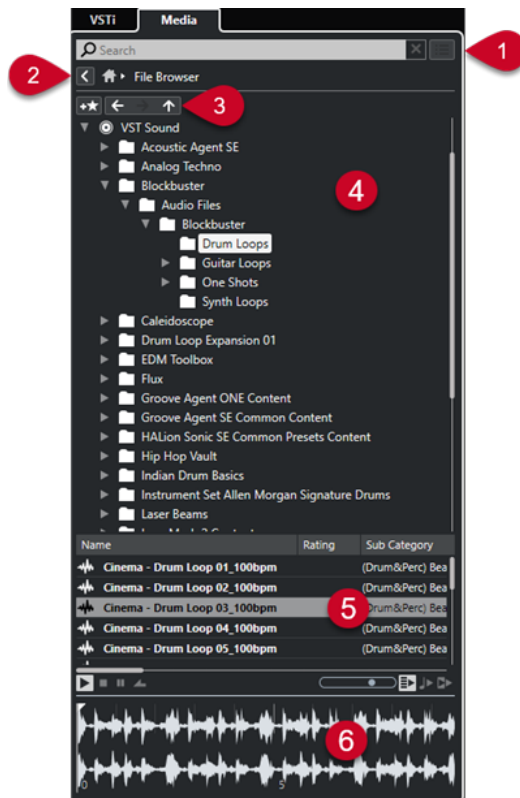 VSTi Media
Search
1
2
File Browser
3
VST Sound
Acoustic Agent SE
Analog Techno
Blockbuster
4
Audio Files
Blockbuster
Drum Loops
Guitar Loops
One Shots
Synth Loops
Caleidoscope
Drum Loop Expansion 01
EDM Toolbox
Flux
Groove Agent ONE Content
Groove Agent SE Common Content
HALion Sonic SE Common Presets Content
Hip Hop Vault
Indian Drum Basics
Instrument Set Allen Morgan Signature Drums
Laser Beams
Name Rating Sub Category
Cinema - Drum Loop 01_100bpm (Drum&Perc) Bea
Cinema - Drum Loop 02_100bpm (Drum&Perc) Bea
Cinema - Drum Loop 03_100bpm 5 Drum&Perc) Bea
Cinema - Drum Loop 04_100bpm (Drum&Perc) Bea
Cinema - Drum Loop 05_100bpm (Drum&Perc) Bea
6
0 5